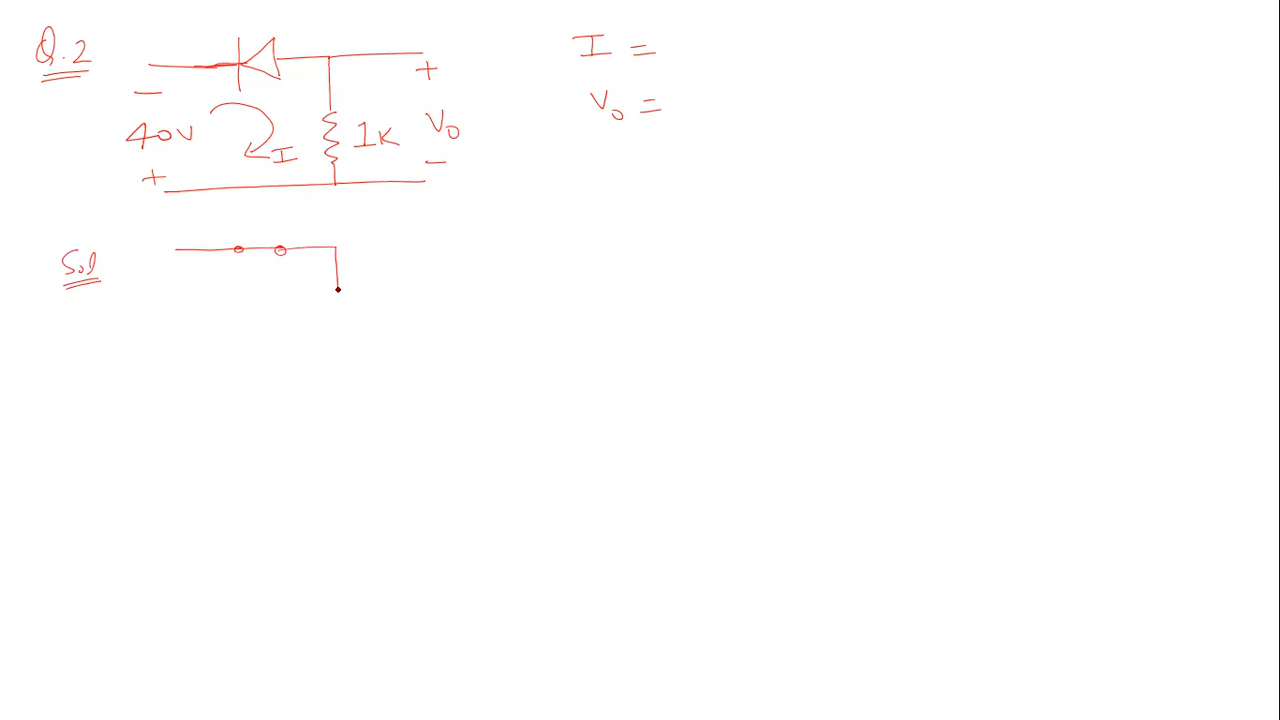 Q.2
I =
V₀ =
−
+
40V
I
1K
V₀
+
−
Sol